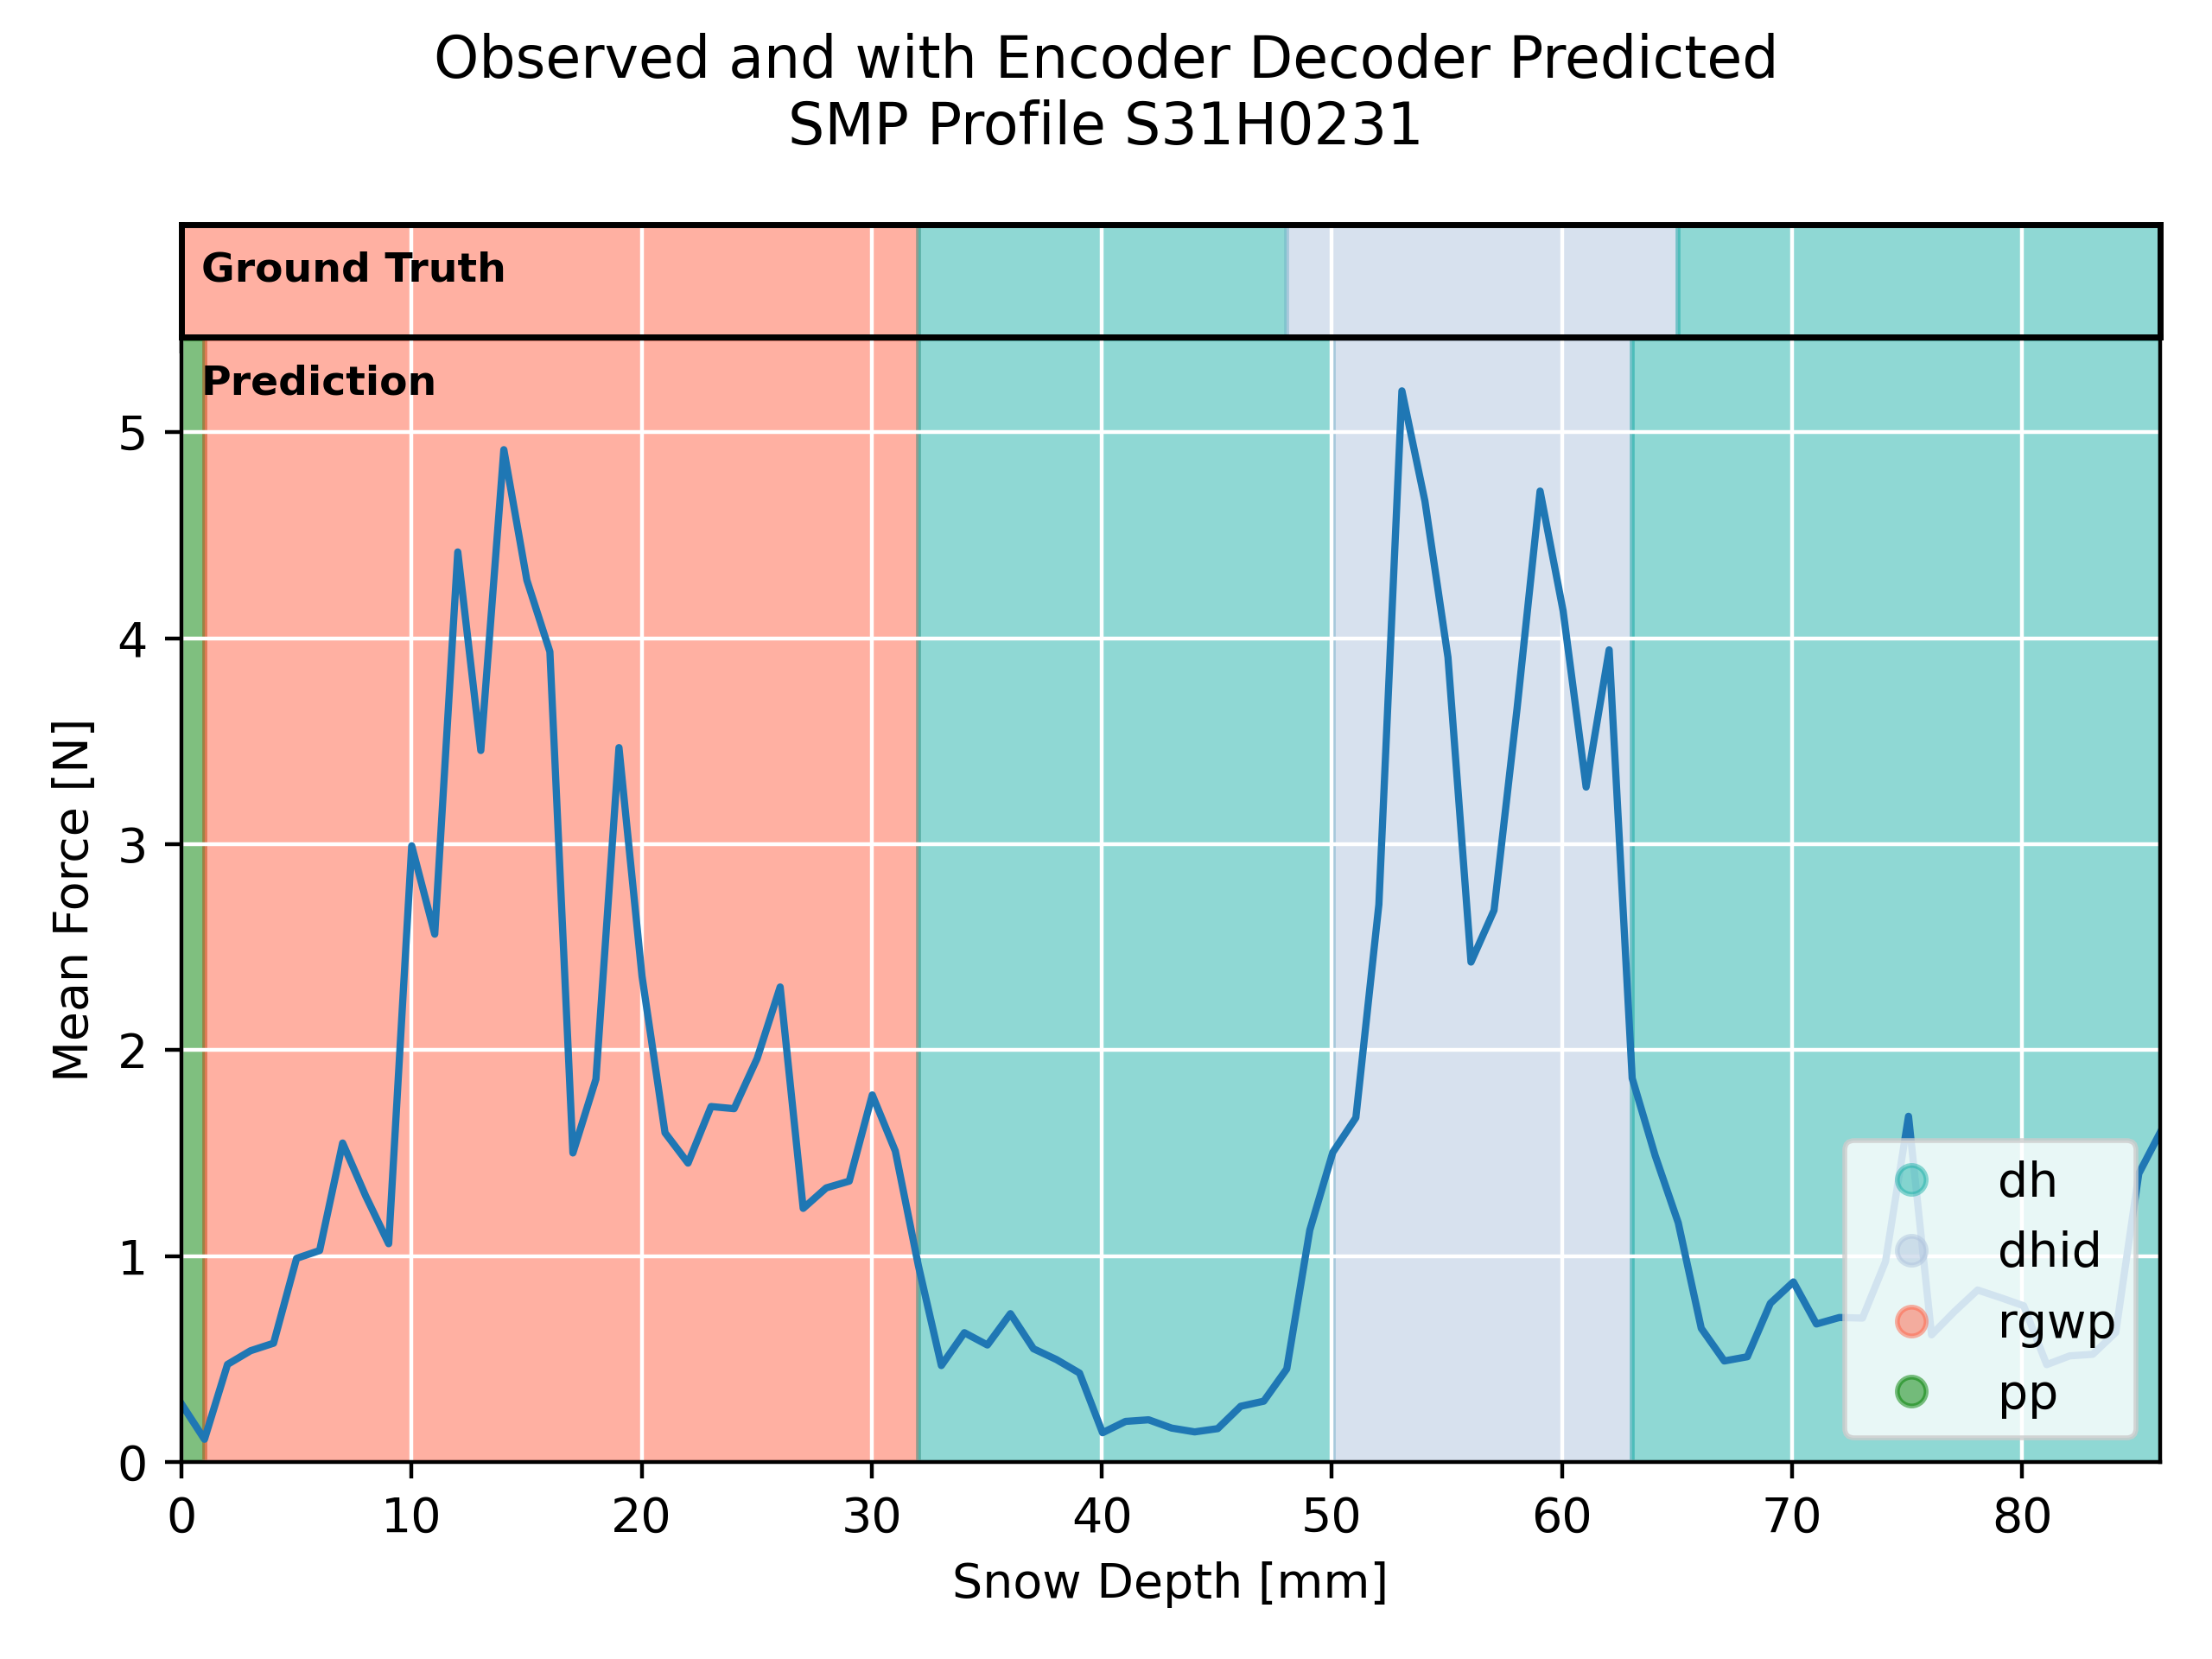 Observed and with Encoder Decoder Predicted
SMP Profile S31H0231
Ground Truth
Prediction
5
4
3
2
1
0
Mean Force [N]
0 10 20 30 40 50 60 70 80
Snow Depth [mm]
dh
dhid
rgwp
pp